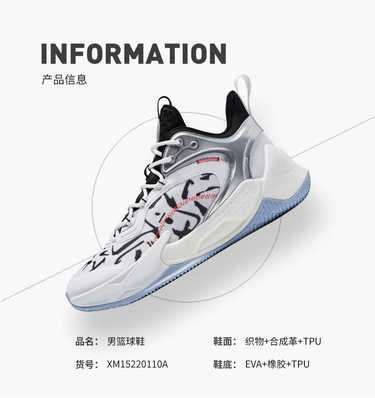 INFORMATION
产品信息
品名： 男篮球鞋 鞋面： 织物+合成革+TPU
货号： XM15220110A 鞋底： EVA+橡胶+TPU